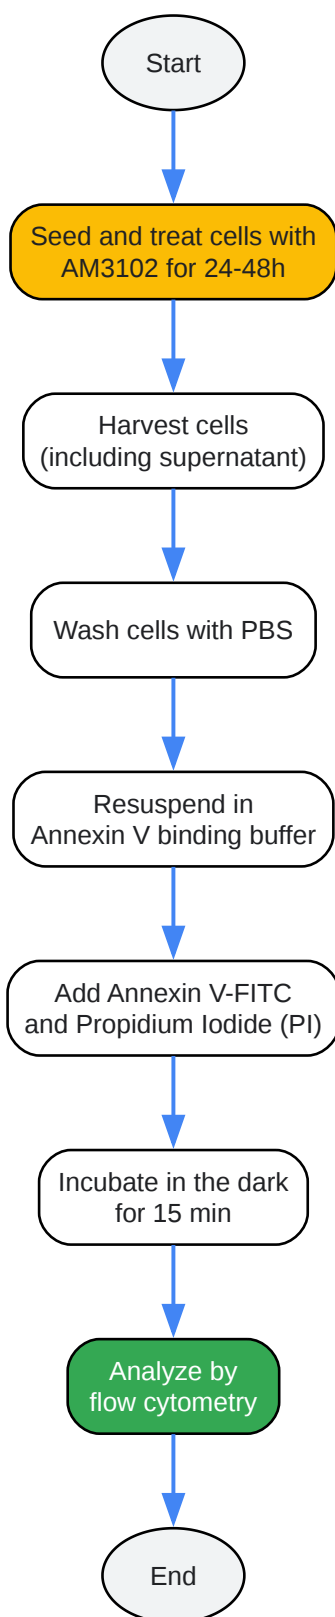 Start
Seed and treat cells with
AM3102 for 24-48h
Harvest cells
(including supernatant)
Wash cells with PBS
Resuspend in
Annexin V binding buffer
Add Annexin V-FITC
and Propidium Iodide (PI)
Incubate in the dark
for 15 min
Analyze by
flow cytometry
End